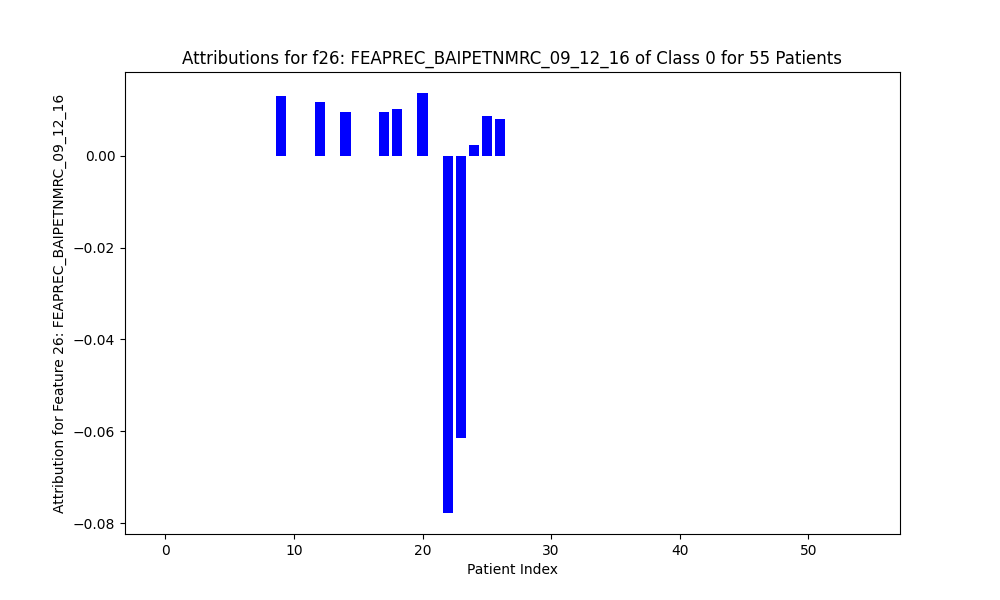 Attributions for f26: FEAPREC_BAIPETNMRC_09_12_16 of Class 0 for 55 Patients
Attribution for Feature 26: FEAPREC_BAIPETNMRC_09_12_16
0.00
−0.02
−0.04
−0.06
−0.08
0 10 20 30 40 50
Patient Index